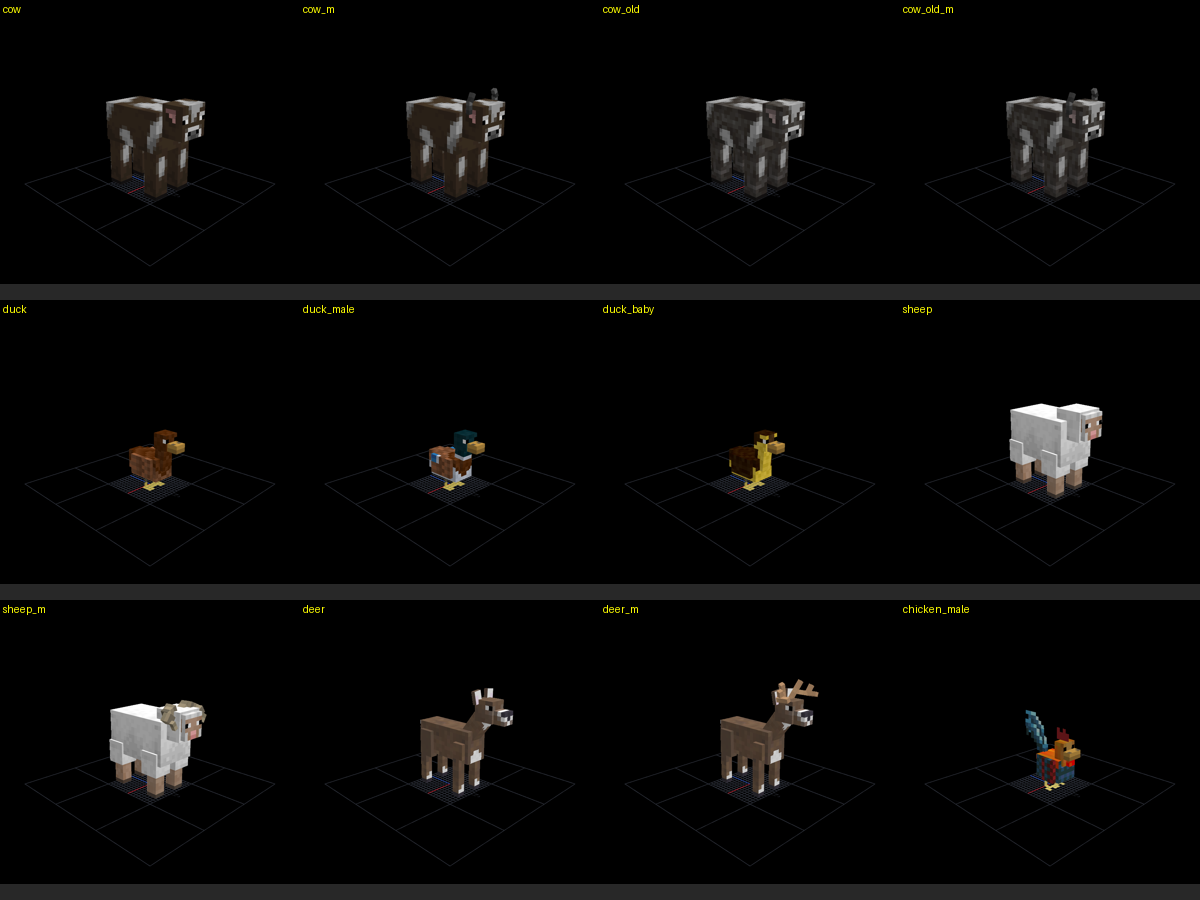 cow
cow_m
cow_old
cow_old_m
duck
duck_male
duck_baby
sheep
sheep_m
deer
deer_m
chicken_male